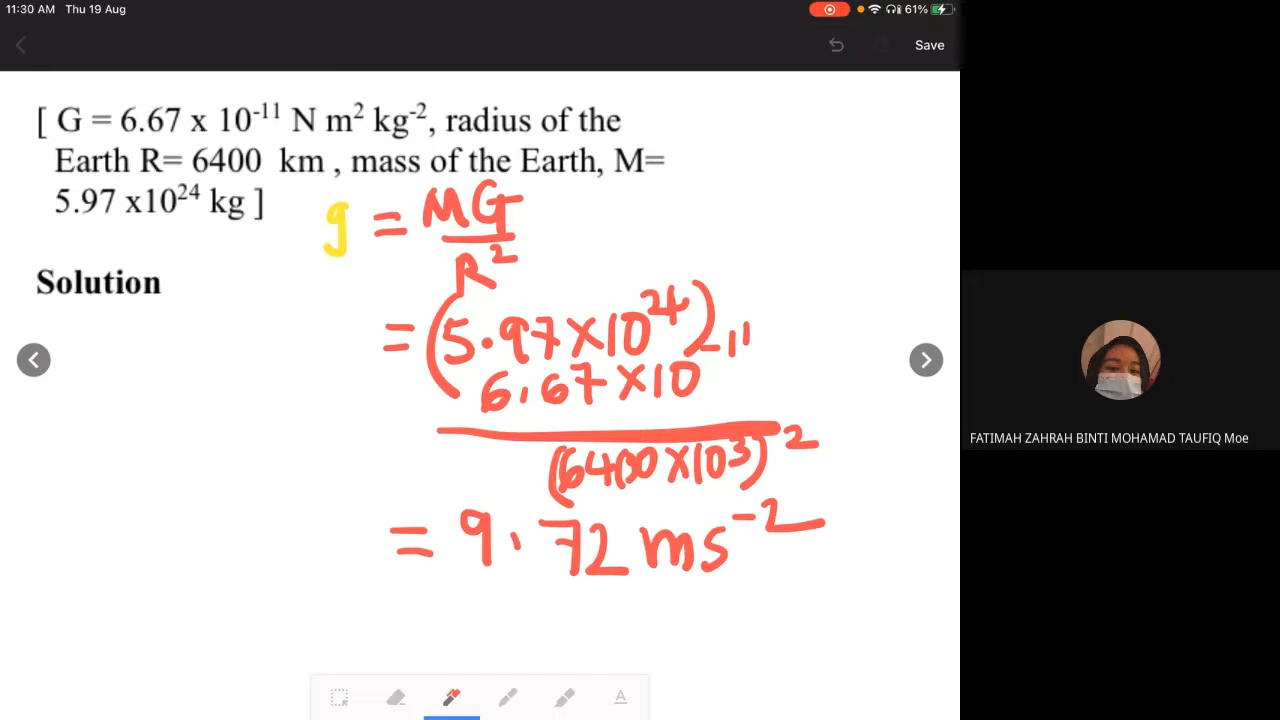 11:30 AM Thu 19 Aug
61%
Save
[ G = 6.67 x 10⁻¹¹ N m² kg⁻², radius of the
Earth R= 6400 km , mass of the Earth, M=
5.97 x10²⁴ kg ]
g = MG / R²
Solution
= (5.97×10²⁴) 6.67×10⁻¹¹ / (6400×10³)²
= 9.72 ms⁻²
A
FATIMAH ZAHRAH BINTI MOHAMAD TAUFIQ Moe